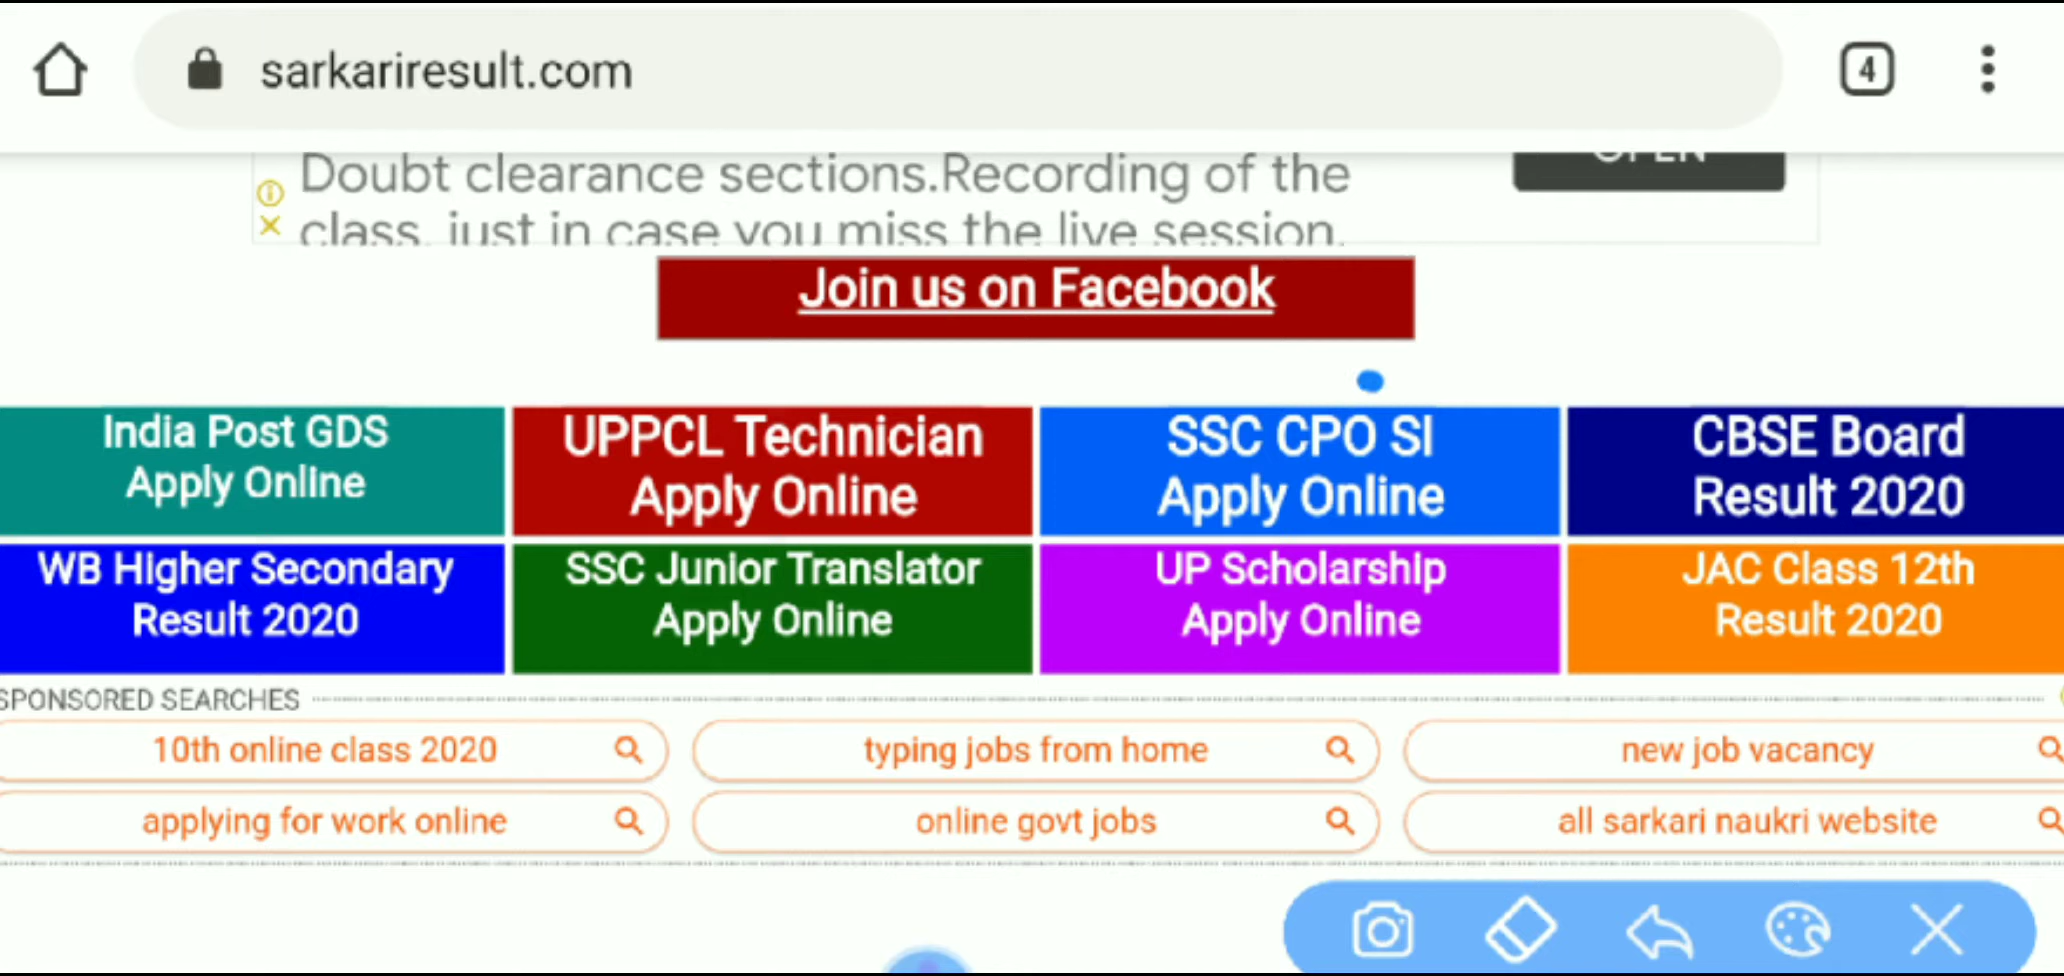 sarkariresult.com
4
Doubt clearance sections.Recording of the
OPEN
class, just in case you miss the live session.
Join us on Facebook
India Post GDS
Apply Online
UPPCL Technician
Apply Online
SSC CPO SI
Apply Online
CBSE Board
Result 2020
WB Higher Secondary
Result 2020
SSC Junior Translator
Apply Online
UP Scholarship
Apply Online
JAC Class 12th
Result 2020
SPONSORED SEARCHES
10th online class 2020
typing jobs from home
new job vacancy
applying for work online
online govt jobs
all sarkari naukri website